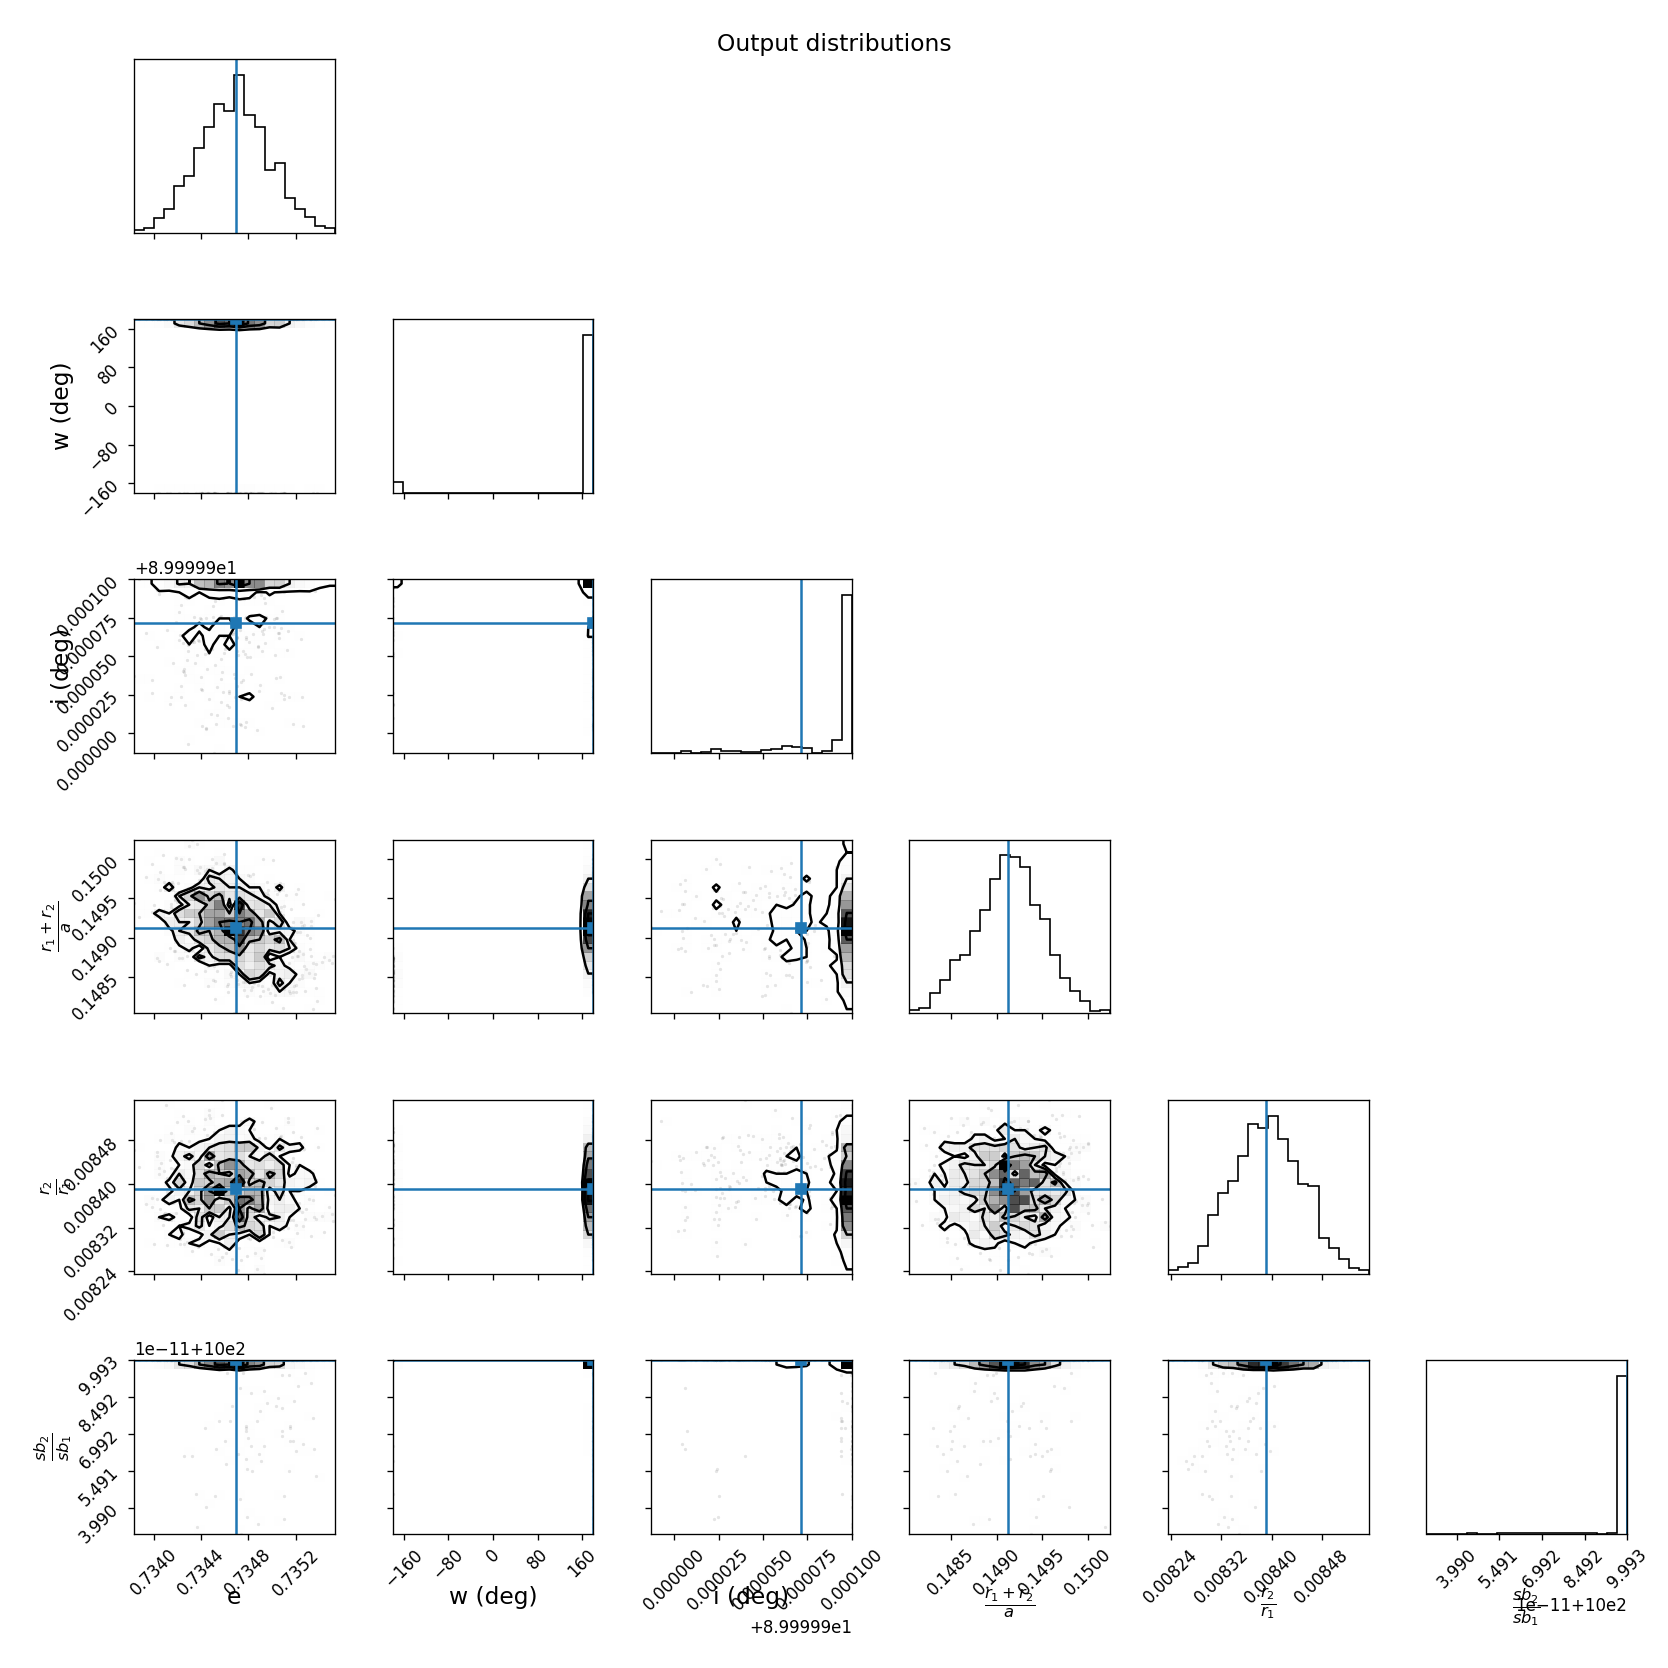 Output distributions
w (deg)
160
80
0
−80
−160
+8.99999e1
i (deg)
0.000100
0.000075
0.000050
0.000025
0.000000
r1 + r2
a
0.1500
0.1495
0.1490
0.1485
r2
r1
0.00848
0.00840
0.00832
0.00824
1e−11+10e2
sb2
sb1
9.993
8.492
6.992
5.491
3.990
0.7340 0.7344 0.7348 0.7352
−160 −80 0 80 160
0.000000 0.000025 0.000050 0.000075 0.000100
0.1485 0.1490 0.1495 0.1500
0.00824 0.00832 0.00840 0.00848
3.990 5.491 6.992 8.492 9.993
e
w (deg)
i (deg)
r1 + r2
a
r2
r1
sb2
sb1
+8.99999e1
1e−11+10e2